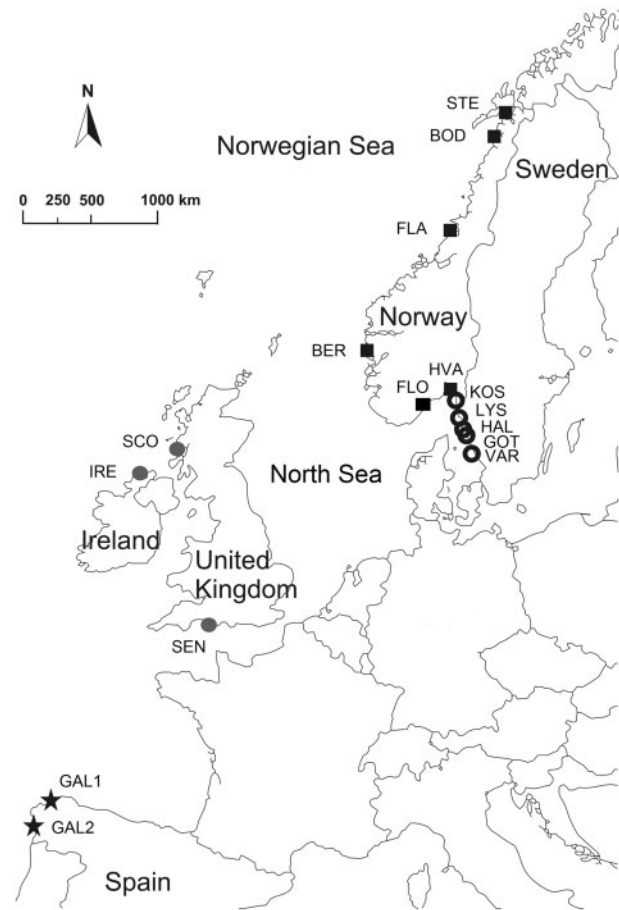 N
0 250 500 1000 km
Norwegian Sea
STE
BOD
Sweden
FLA
Norway
BER
HVA
FLO
KOS
LYS
HAL
GOT
VAR
SCO
IRE
North Sea
Ireland
United
Kingdom
SEN
GAL1
GAL2
Spain